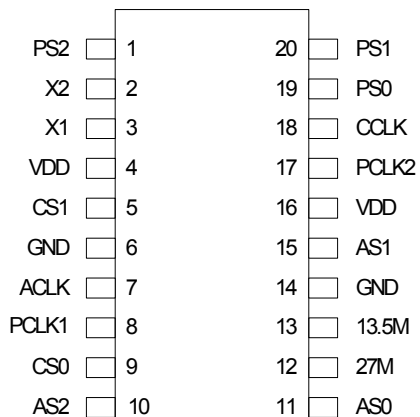 PS2 1 20 PS1
X2 2 19 PS0
X1 3 18 CCLK
VDD 4 17 PCLK2
CS1 5 16 VDD
GND 6 15 AS1
ACLK 7 14 GND
PCLK1 8 13 13.5M
CS0 9 12 27M
AS2 10 11 AS0